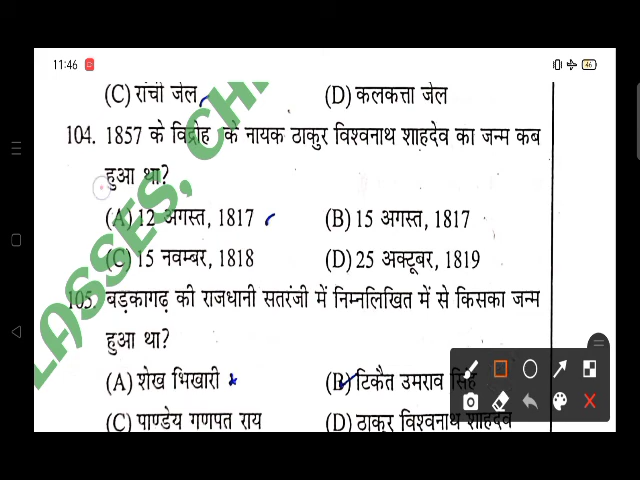 11:46
46
(C) रांची जेल (D) कलकत्ता जेल
104. 1857 के विद्रोह के नायक ठाकुर विश्वनाथ शाहदेव का जन्म कब
हुआ था?
(A) 12 अगस्त, 1817 (B) 15 अगस्त, 1817
(C) 15 नवम्बर, 1818 (D) 25 अक्टूबर, 1819
105. बड़कागढ़ की राजधानी सतरंजी में निम्नलिखित में से किसका जन्म
हुआ था?
(A) शेख भिखारी (B) टिकैत उमराव सिंह
(C) पाण्डेय गणपत राय (D) ठाकुर विश्वनाथ शाहदेव
LASSES, CH